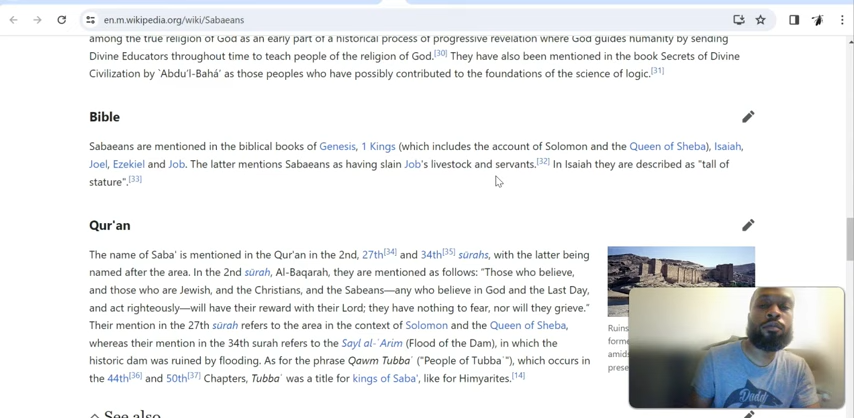 en.m.wikipedia.org/wiki/Sabaeans
among the true religion of God as an early part of a historical process of progressive revelation where God guides humanity by sending
Divine Educators throughout time to teach people of the religion of God.[30] They have also been mentioned in the book Secrets of Divine
Civilization by `Abdu'l-Bahá' as those peoples who have possibly contributed to the foundations of the science of logic.[31]
Bible
Sabaeans are mentioned in the biblical books of Genesis, 1 Kings (which includes the account of Solomon and the Queen of Sheba), Isaiah,
Joel, Ezekiel and Job. The latter mentions Sabaeans as having slain Job's livestock and servants.[32] In Isaiah they are described as "tall of
stature".[33]
Qur'an
The name of Saba' is mentioned in the Qur'an in the 2nd, 27th[34] and 34th[35] sūrahs, with the latter being
named after the area. In the 2nd sūrah, Al-Baqarah, they are mentioned as follows: "Those who believe,
and those who are Jewish, and the Christians, and the Sabeans—any who believe in God and the Last Day,
and act righteously—will have their reward with their Lord; they have nothing to fear, nor will they grieve."
Their mention in the 27th sūrah refers to the area in the context of Solomon and the Queen of Sheba,
whereas their mention in the 34th surah refers to the Sayl al-ʿArim (Flood of the Dam), in which the
historic dam was ruined by flooding. As for the phrase Qawm Tubbaʿ ("People of Tubbaʿ"), which occurs in
the 44th[36] and 50th[37] Chapters, Tubbaʿ was a title for kings of Saba', like for Himyarites.[14]
Ruins
forme
amids
prese
See also
Daddy